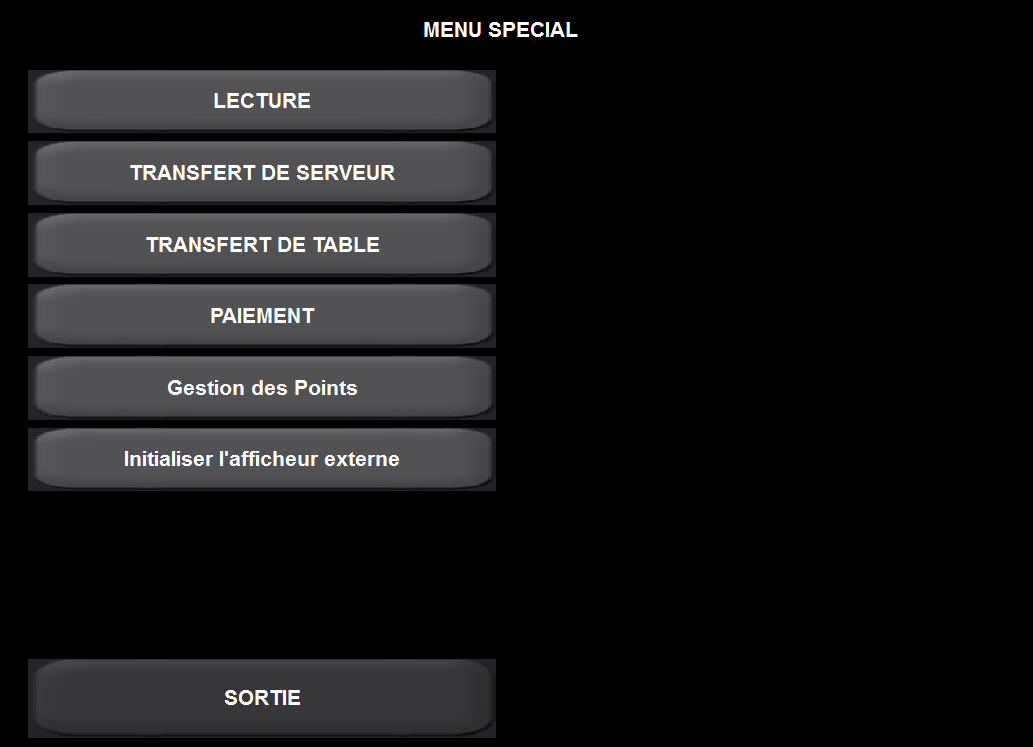 MENU SPECIAL
LECTURE
TRANSFERT DE SERVEUR
TRANSFERT DE TABLE
PAIEMENT
Gestion des Points
Initialiser l'afficheur externe
SORTIE